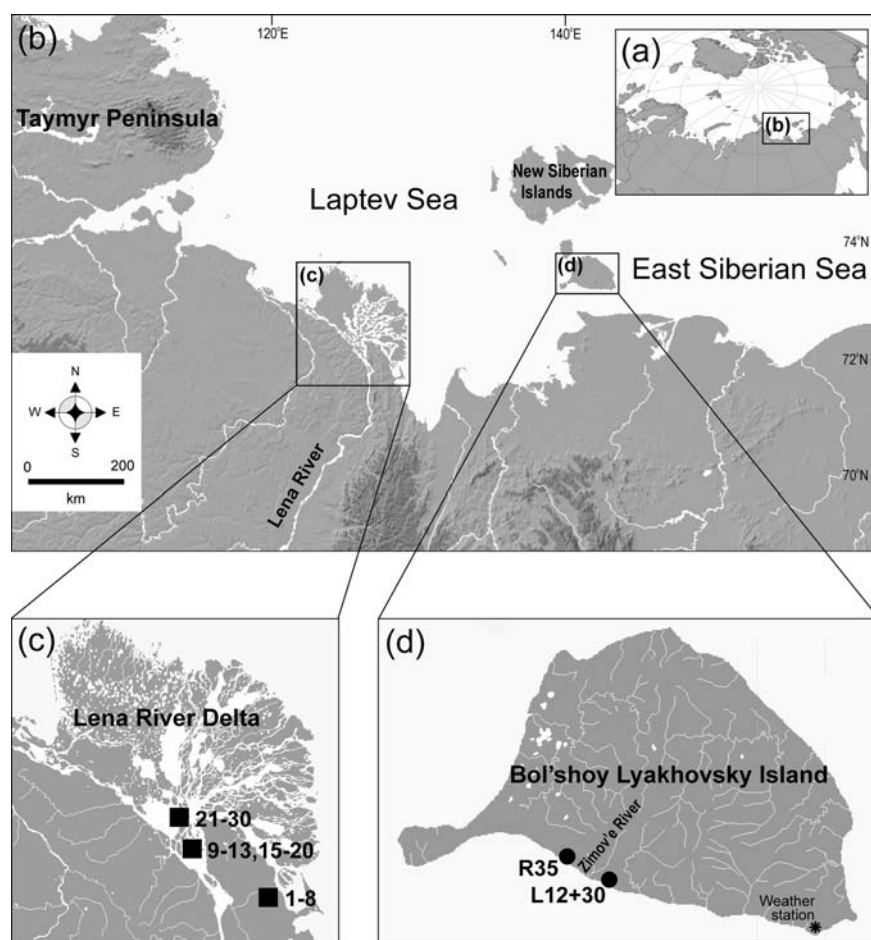 120°E
140°E
(b)
(a)
Taymyr Peninsula
(b)
New Siberian
Islands
Laptev Sea
74°N
(c)
(d)
East Siberian Sea
72°N
N
W
E
S
0
200
km
Lena River
70°N
(c)
(d)
Lena River Delta
Bol'shoy Lyakhovsky Island
21-30
9-13,15-20
1-8
Zimov'e River
R35
L12+30
Weather
station